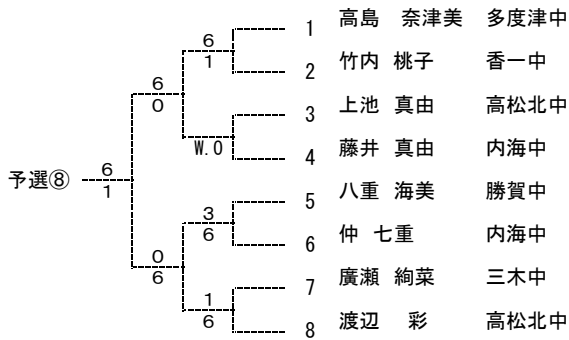 1 高島 奈津美 多度津中
6
1
2 竹内 桃子 香一中
6
0
3 上池 真由 高松北中
W.O
4 藤井 真由 内海中
予選⑧
6
1
5 八重 海美 勝賀中
3
6
6 仲 七重 内海中
0
6
7 廣瀬 絢菜 三木中
1
6
8 渡辺 彩 高松北中